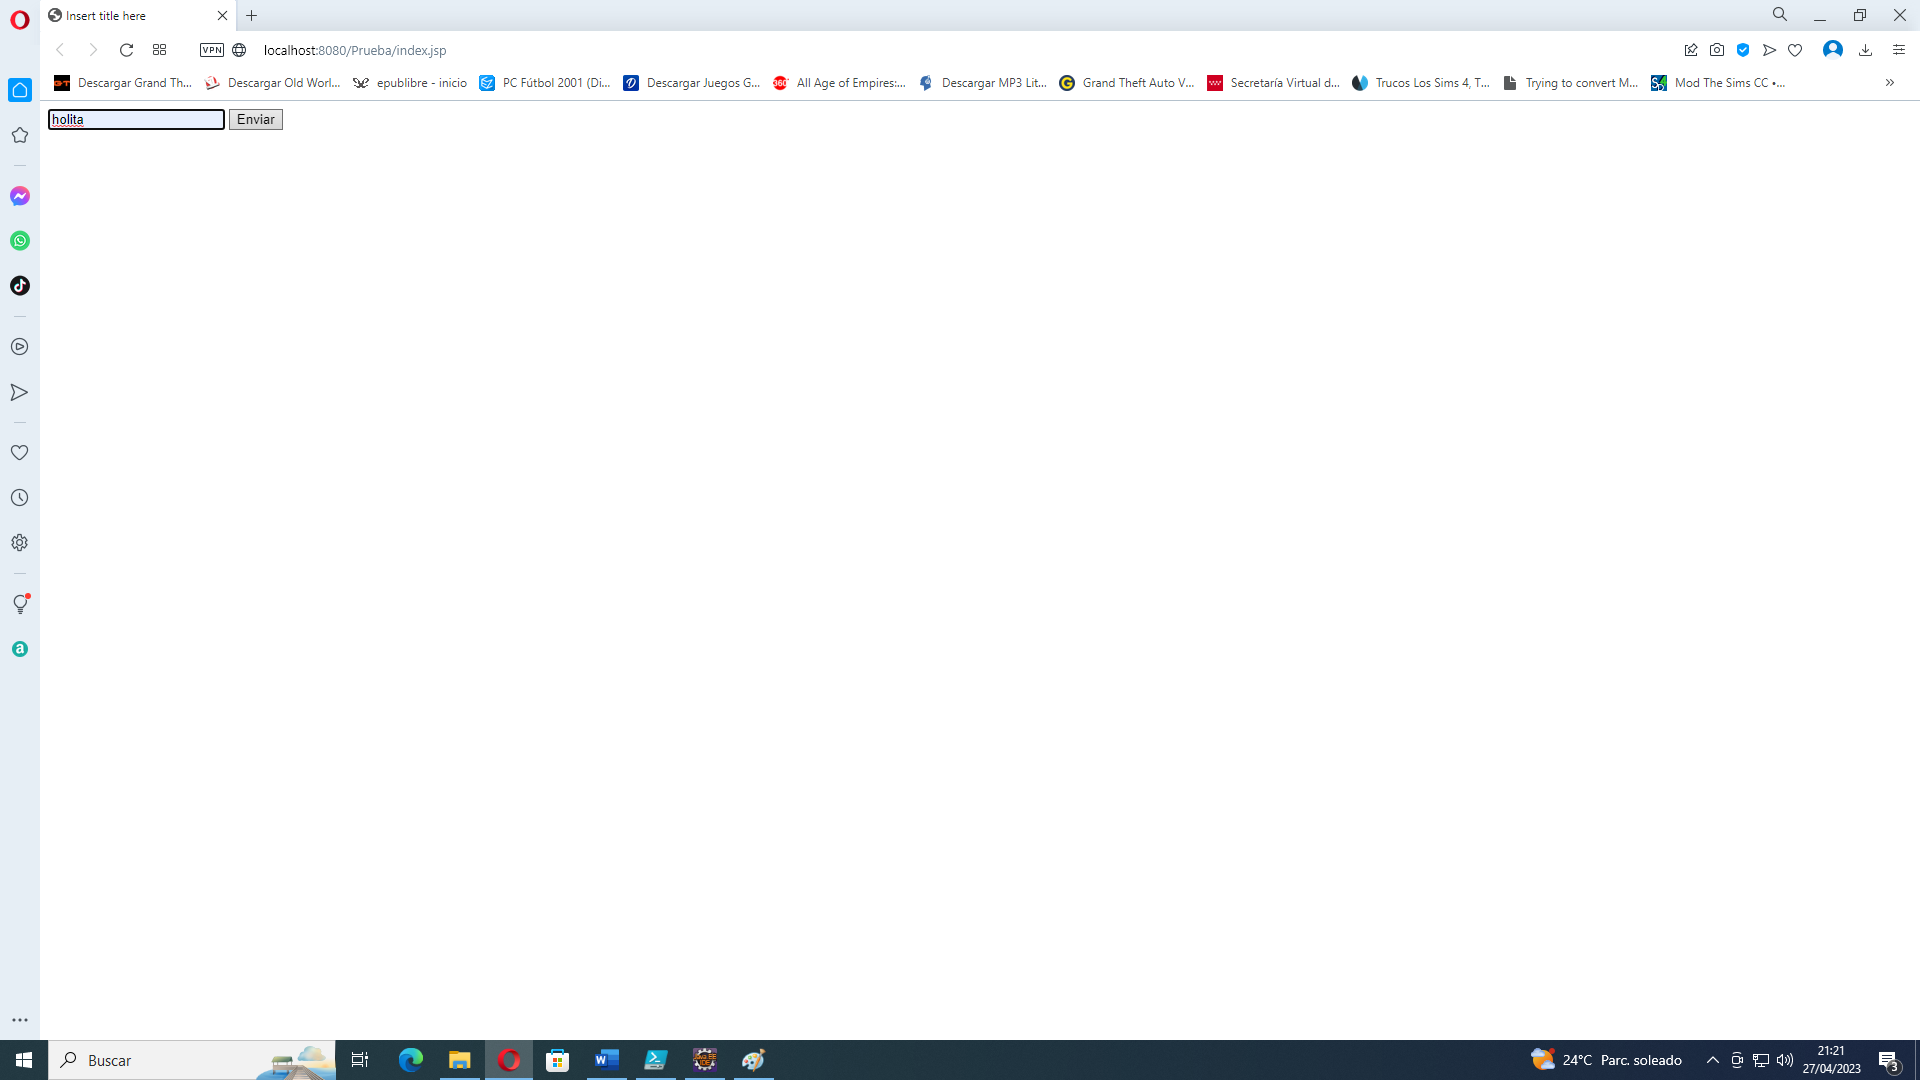 Insert title here
VPN
localhost:8080/Prueba/index.jsp
Descargar Grand Th... Descargar Old Worl... epublibre - inicio PC Fútbol 2001 (Di... Descargar Juegos G... All Age of Empires:... Descargar MP3 Lit... Grand Theft Auto V... Secretaría Virtual d... Trucos Los Sims 4, T... Trying to convert M... Mod The Sims CC •...
holita Enviar
Buscar
24°C Parc. soleado
21:21
27/04/2023
3